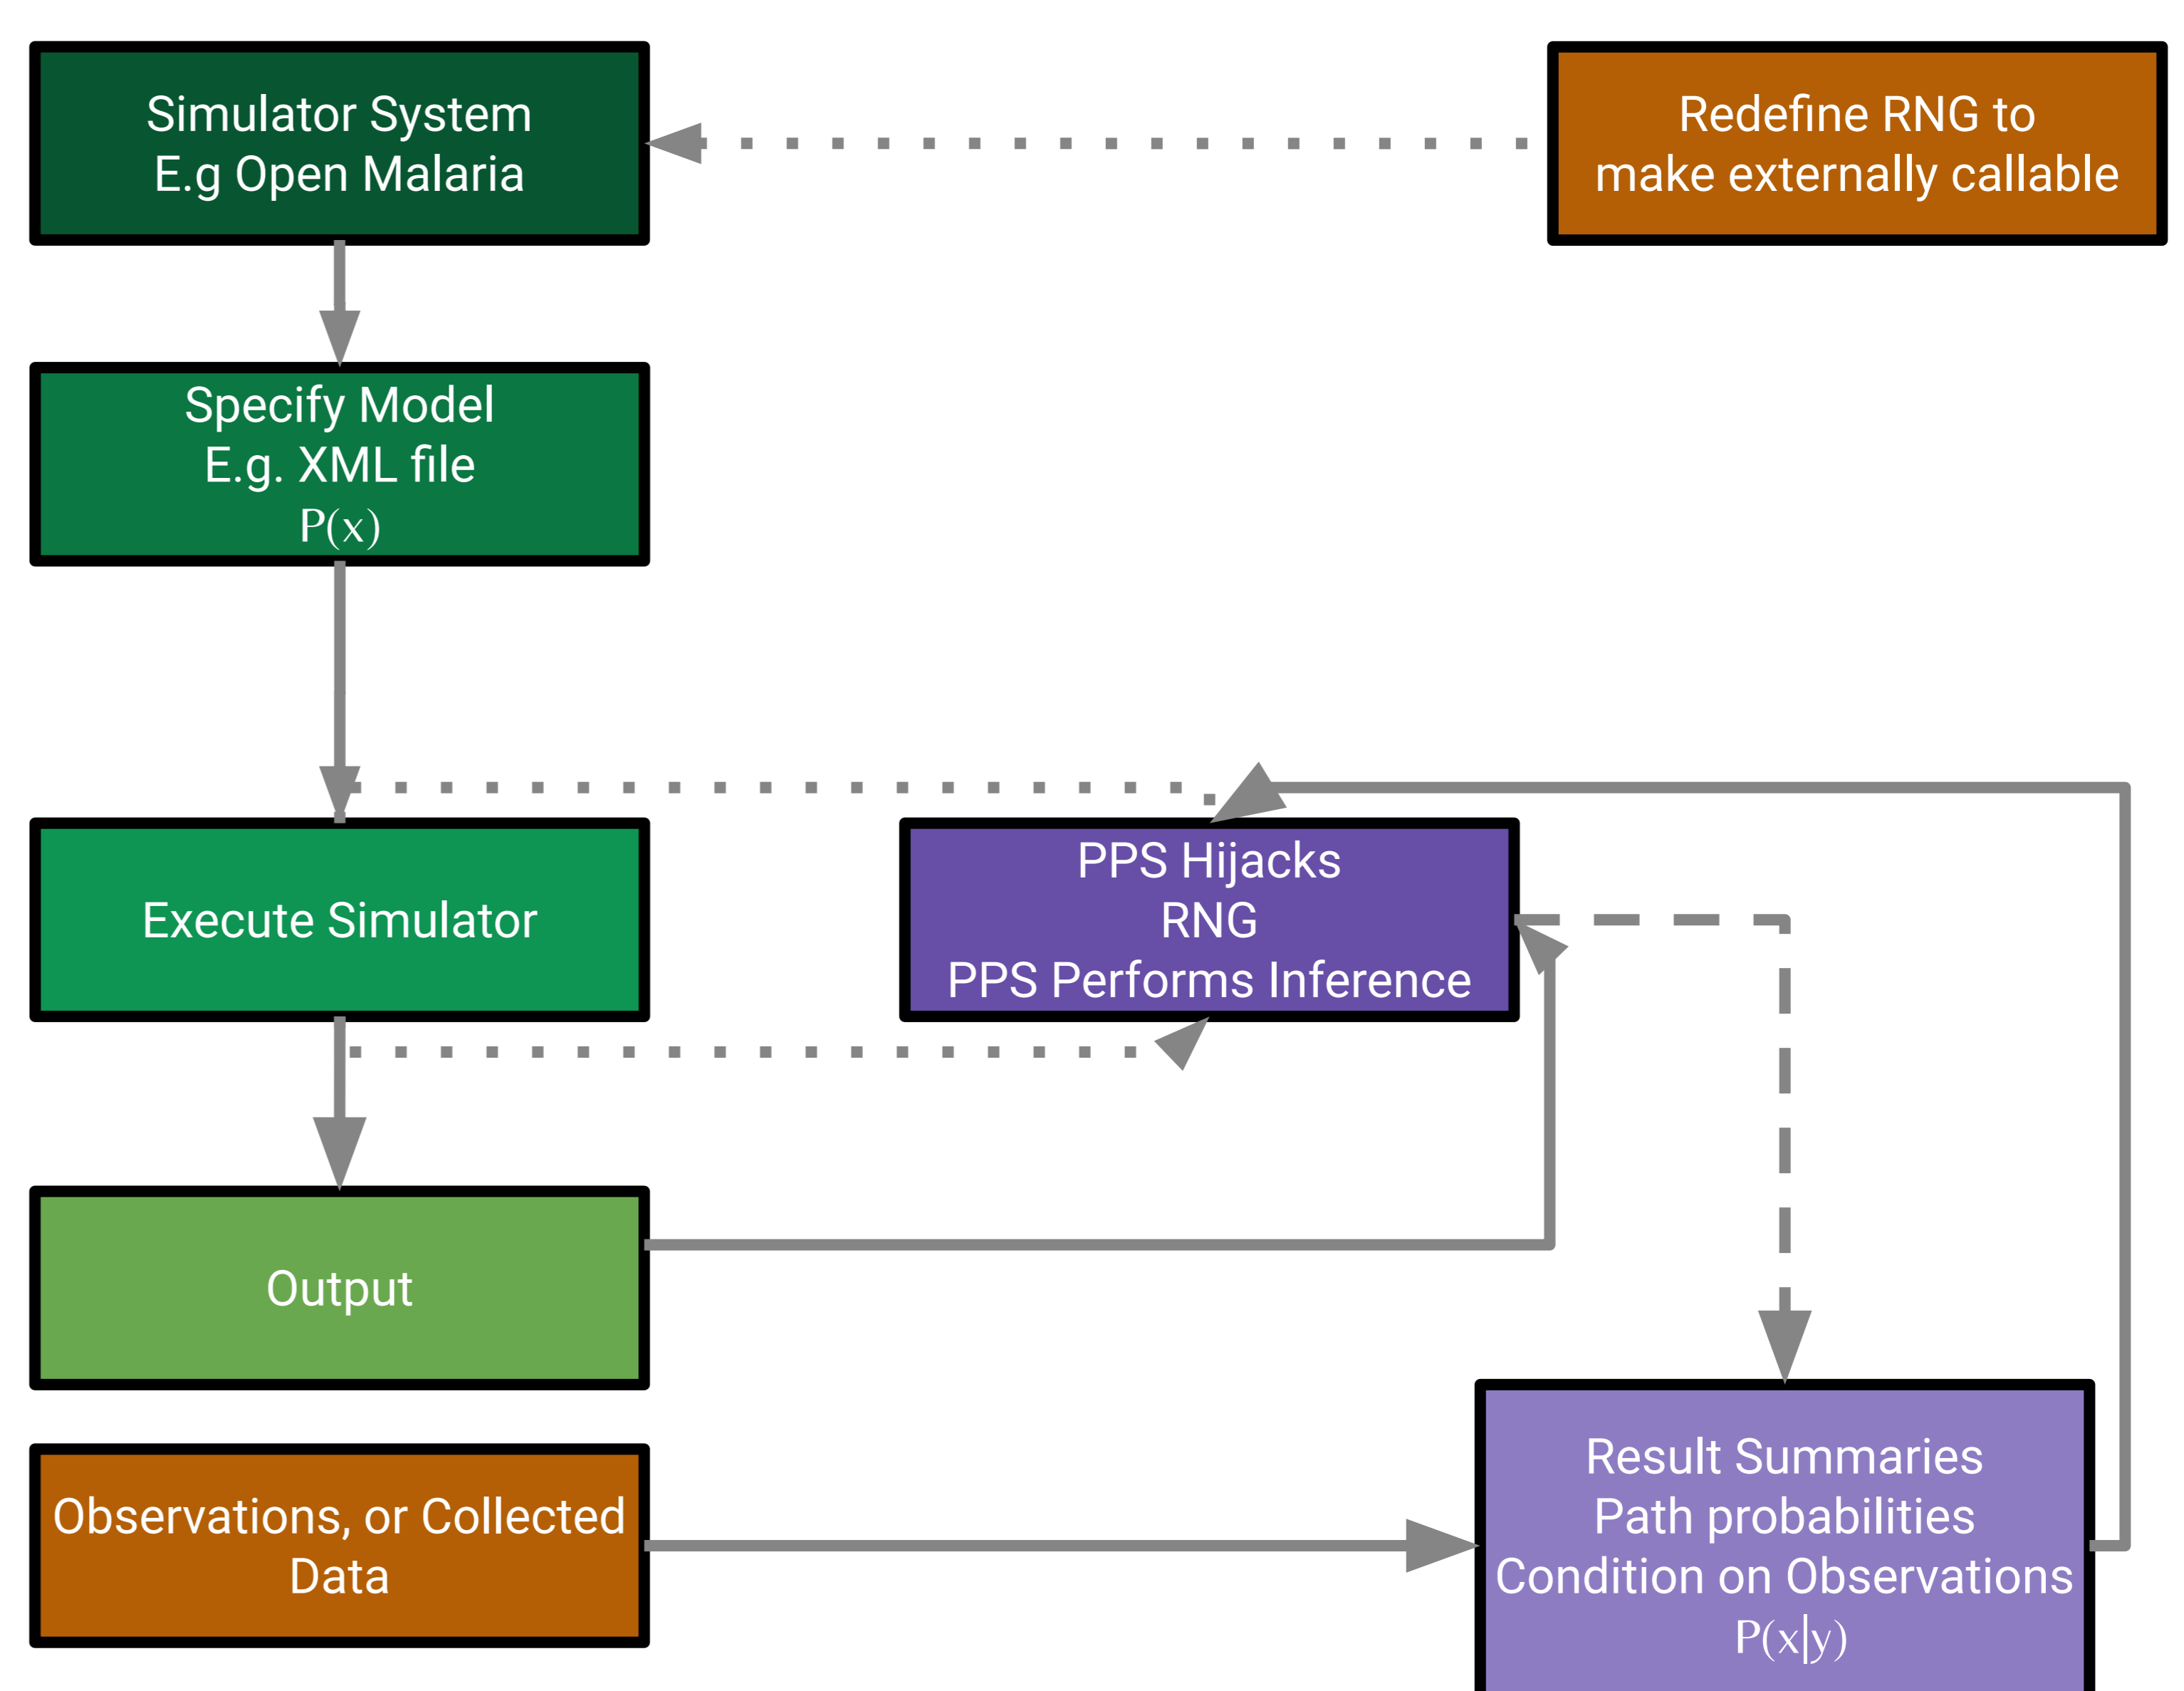 Simulator System
E.g Open Malaria
Redefine RNG to
make externally callable
Specify Model
E.g. XML file
P(x)
Execute Simulator
PPS Hijacks
RNG
PPS Performs Inference
Output
Observations, or Collected
Data
Result Summaries
Path probabilities
Condition on Observations
P(x|y)